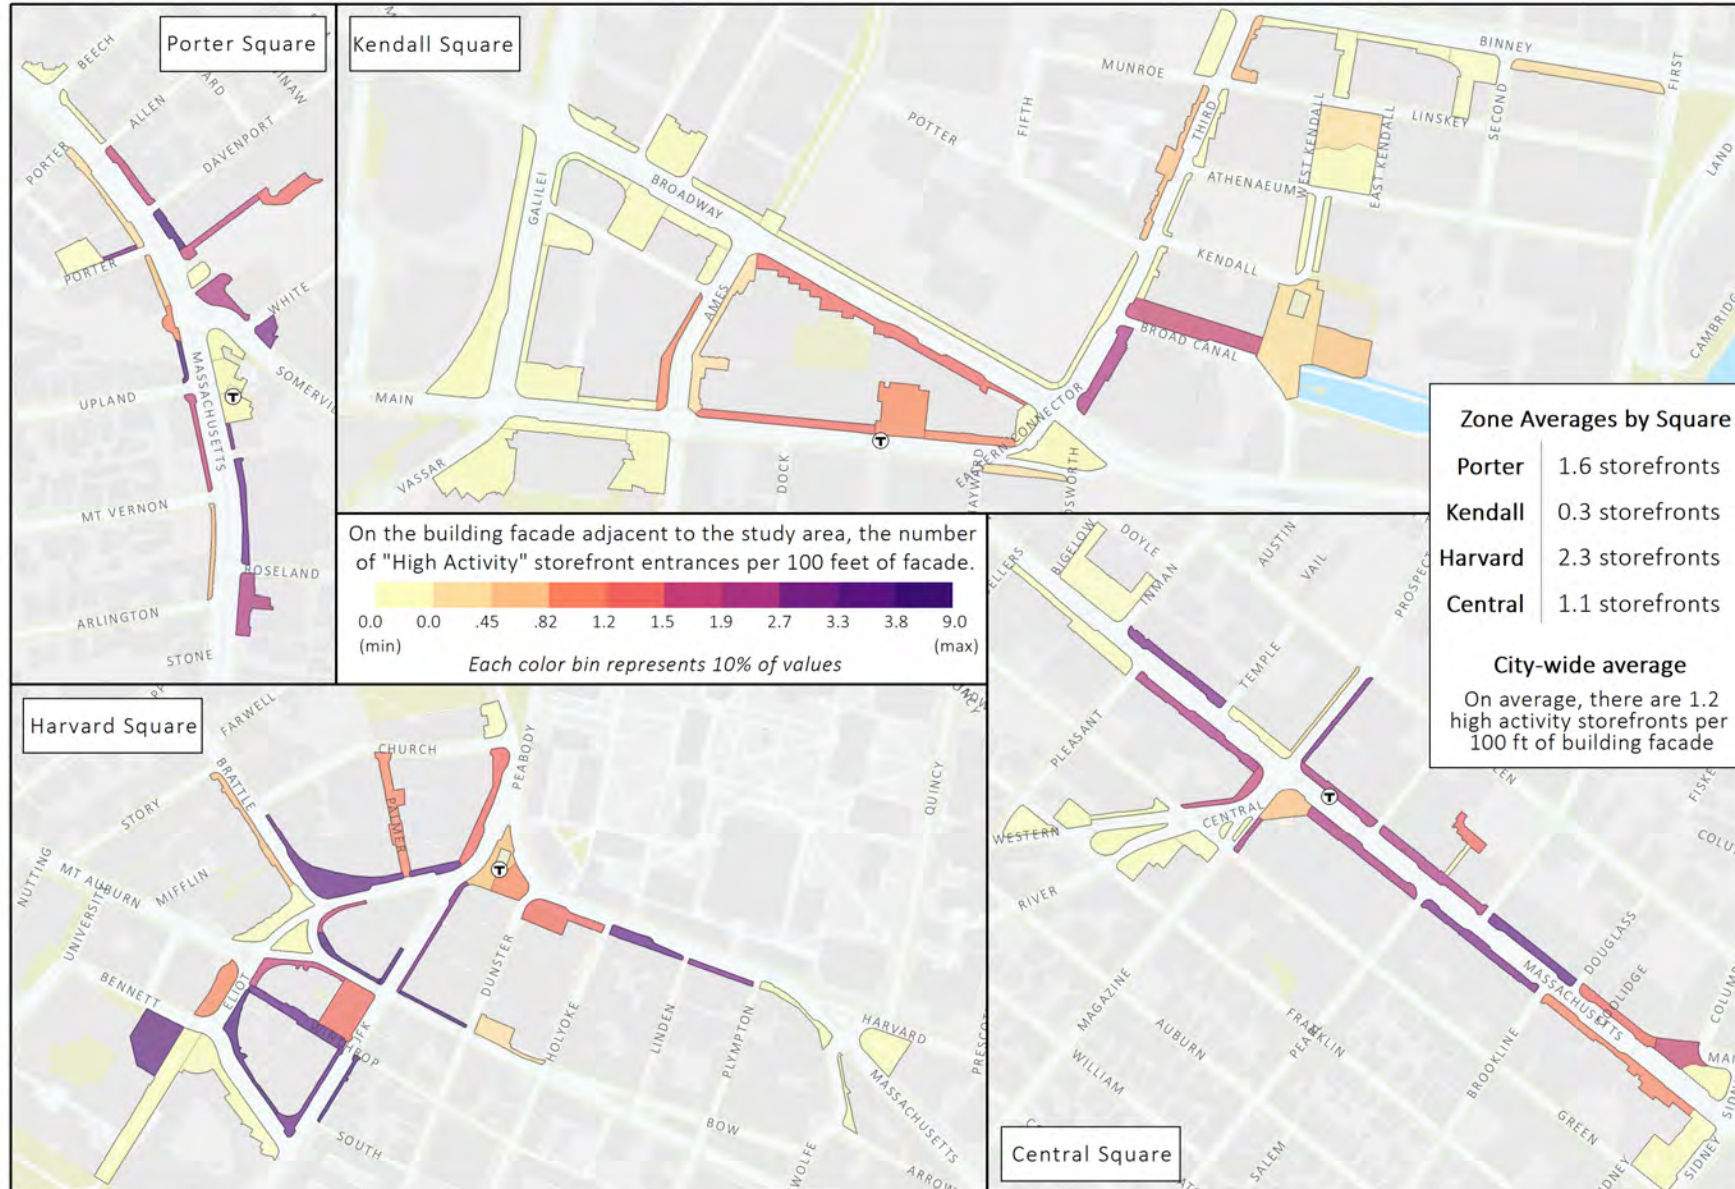 Porter Square
BEECH
ALLEN
DAVENPORT
PORTER
PORTER
WHITE
MASSACHUSETTS
UPLAND
MT VERNON
ROSELAND
ARLINGTON
STONE
Kendall Square
BINNEY
MUNROE
FIRST
POTTER
FIFTH
THIRD
WEST KENDALL
LINSKEY
SECOND
LAND
BROADWAY
GALILEI
ATHENAEUM
EAST KENDALL
KENDALL
AMES
BROAD CANAL
MAIN
EASTERN CONNECTOR
VASSAR
DOCK
T
T
Zone Averages by Square
Porter 1.6 storefronts
Kendall 0.3 storefronts
Harvard 2.3 storefronts
Central 1.1 storefronts
City-wide average
On average, there are 1.2
high activity storefronts per
100 ft of building facade
On the building facade adjacent to the study area, the number
of "High Activity" storefront entrances per 100 feet of facade.
0.0 0.0 .45 .82 1.2 1.5 1.9 2.7 3.3 3.8 9.0
(min) (max)
Each color bin represents 10% of values
Harvard Square
FARWELL
CHURCH
PEABODY
BRATTLE
STORY
PALMER
QUINCY
NUTTING
MT AUBURN
MIFFLIN
UNIVERSITY
T
DUNSTER
BENNETT
ELIOT
WINTHROP
JFK
HOLYOKE
LINDEN
PLYMPTON
HARVARD
MASSACHUSETTS
SOUTH
BOW
ARROW
Central Square
BIGELOW
DOYLE
INMAN
AUSTIN
VAIL
TEMPLE
PLEASANT
T
WESTERN
CENTRAL
RIVER
MAGAZINE
DOUGLASS
MASSACHUSETTS
AUBURN
FRANKLIN
WILLIAM
BROOKLINE
GREEN
SALEM
SIDNEY